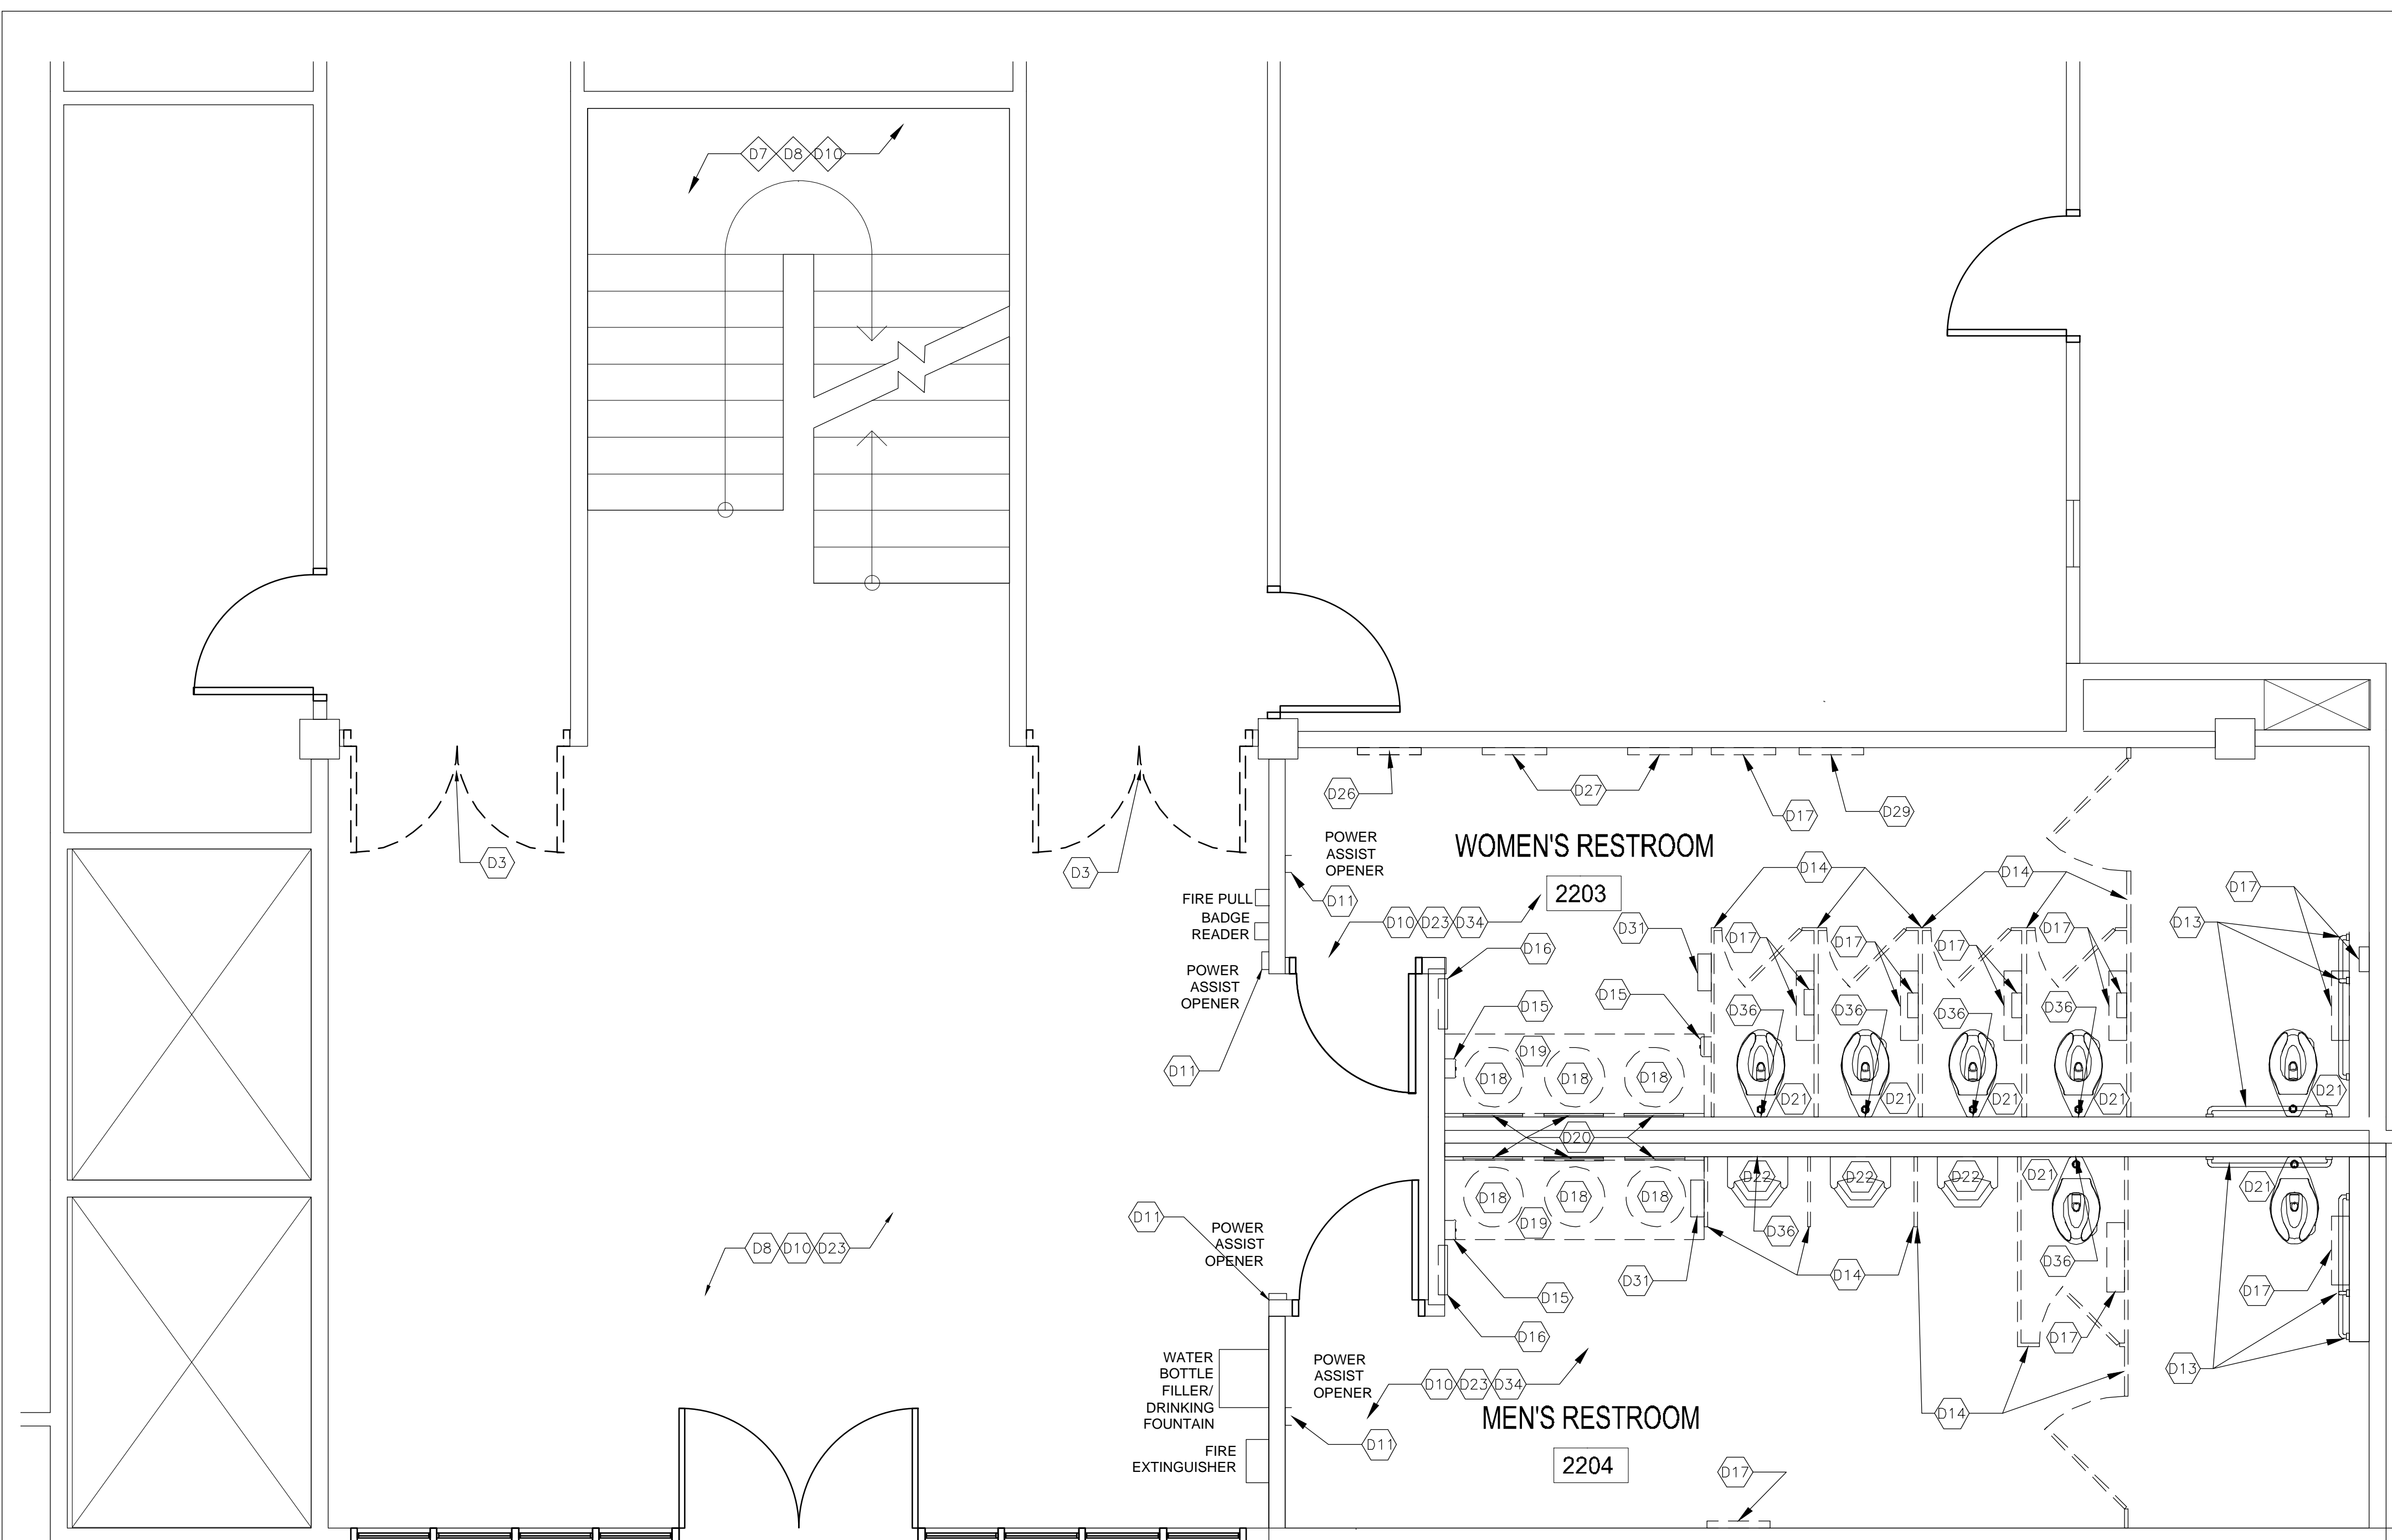 D7 D8 D10
D3
D3
D26
D27
D17
D29
POWER
ASSIST
OPENER
WOMEN'S RESTROOM
2203
D14
D14
D17
FIRE PULL
BADGE
READER
D11
D10 D23 D34
D31
D13
D16
D17
D17
D17
D17
POWER
ASSIST
OPENER
D15
D15
D36
D36
D36
D36
D11
D19
D18
D18
D18
D21
D21
D21
D21
D21
D20
D18
D18
D18
D22
D22
D22
D21
D21
D11
POWER
ASSIST
OPENER
D19
D36
D8 D10 D23
D36
D31
D14
D17
D15
D16
D17
WATER
BOTTLE
FILLER/
DRINKING
FOUNTAIN
POWER
ASSIST
OPENER
D10 D23 D34
D13
MEN'S RESTROOM
D14
D11
FIRE
EXTINGUISHER
2204
D17